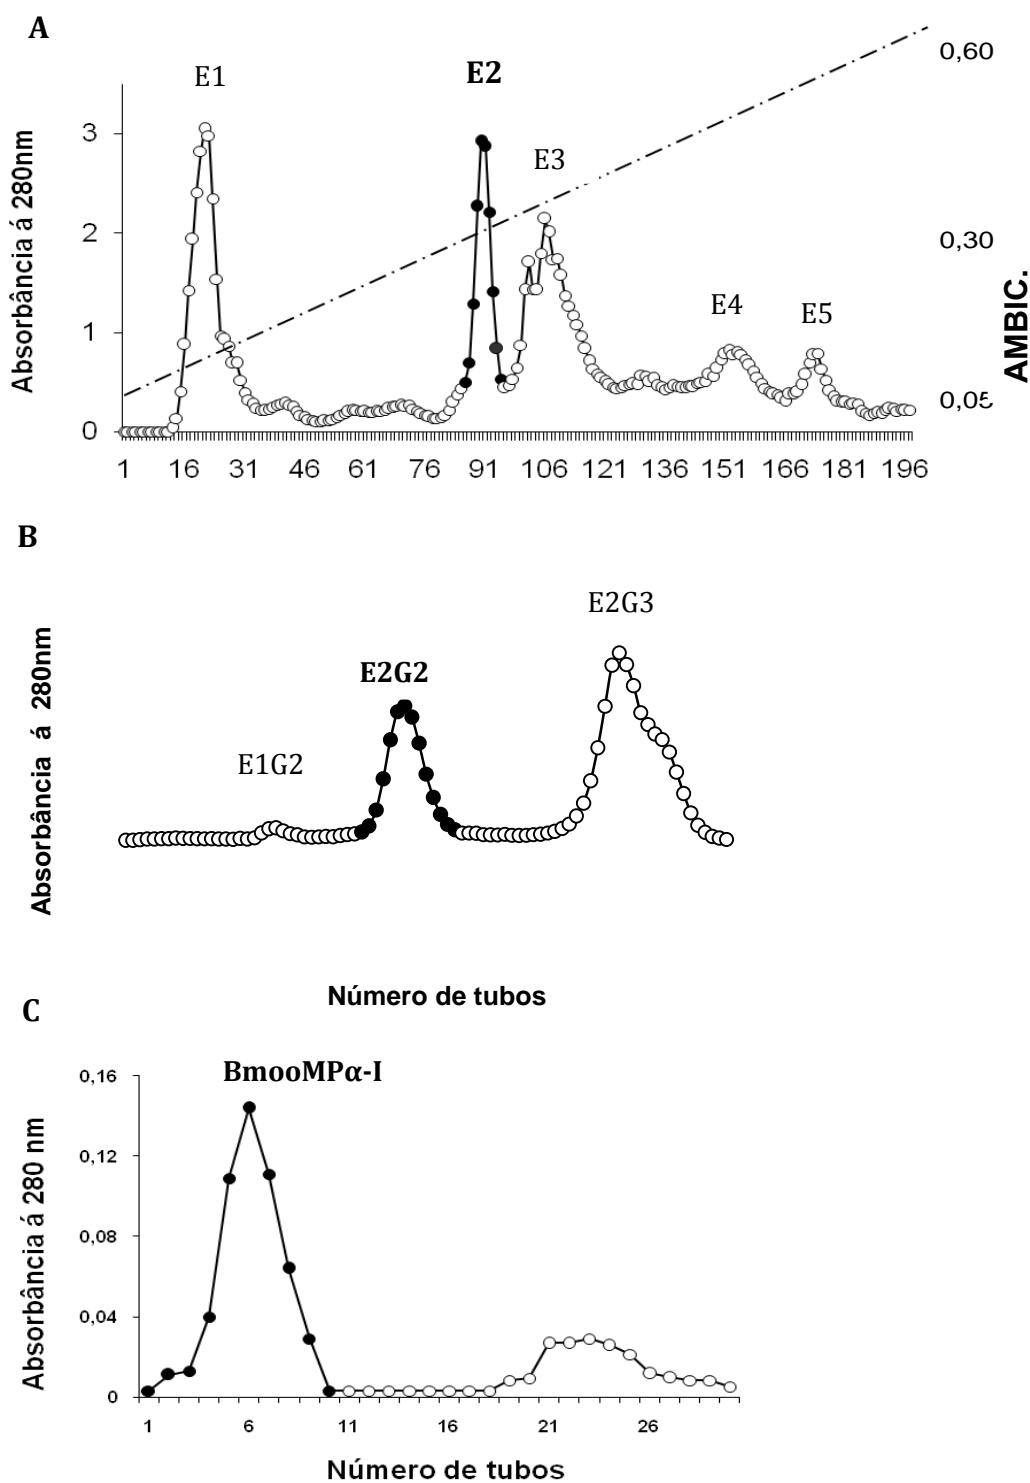 A
E1
E2
E3
E4
E5
0,60
0,30
0,05
AMBIC.
Absorbância á 280nm
3
2
1
0
1 16 31 46 61 76 91 106 121 136 151 166 181 196
B
E2G3
E2G2
E1G2
Absorbância á 280nm
Número de tubos
C
BmooMPα-I
Absorbância á 280 nm
0,16
0,12
0,08
0,04
0
1 6 11 16 21 26
Número de tubos